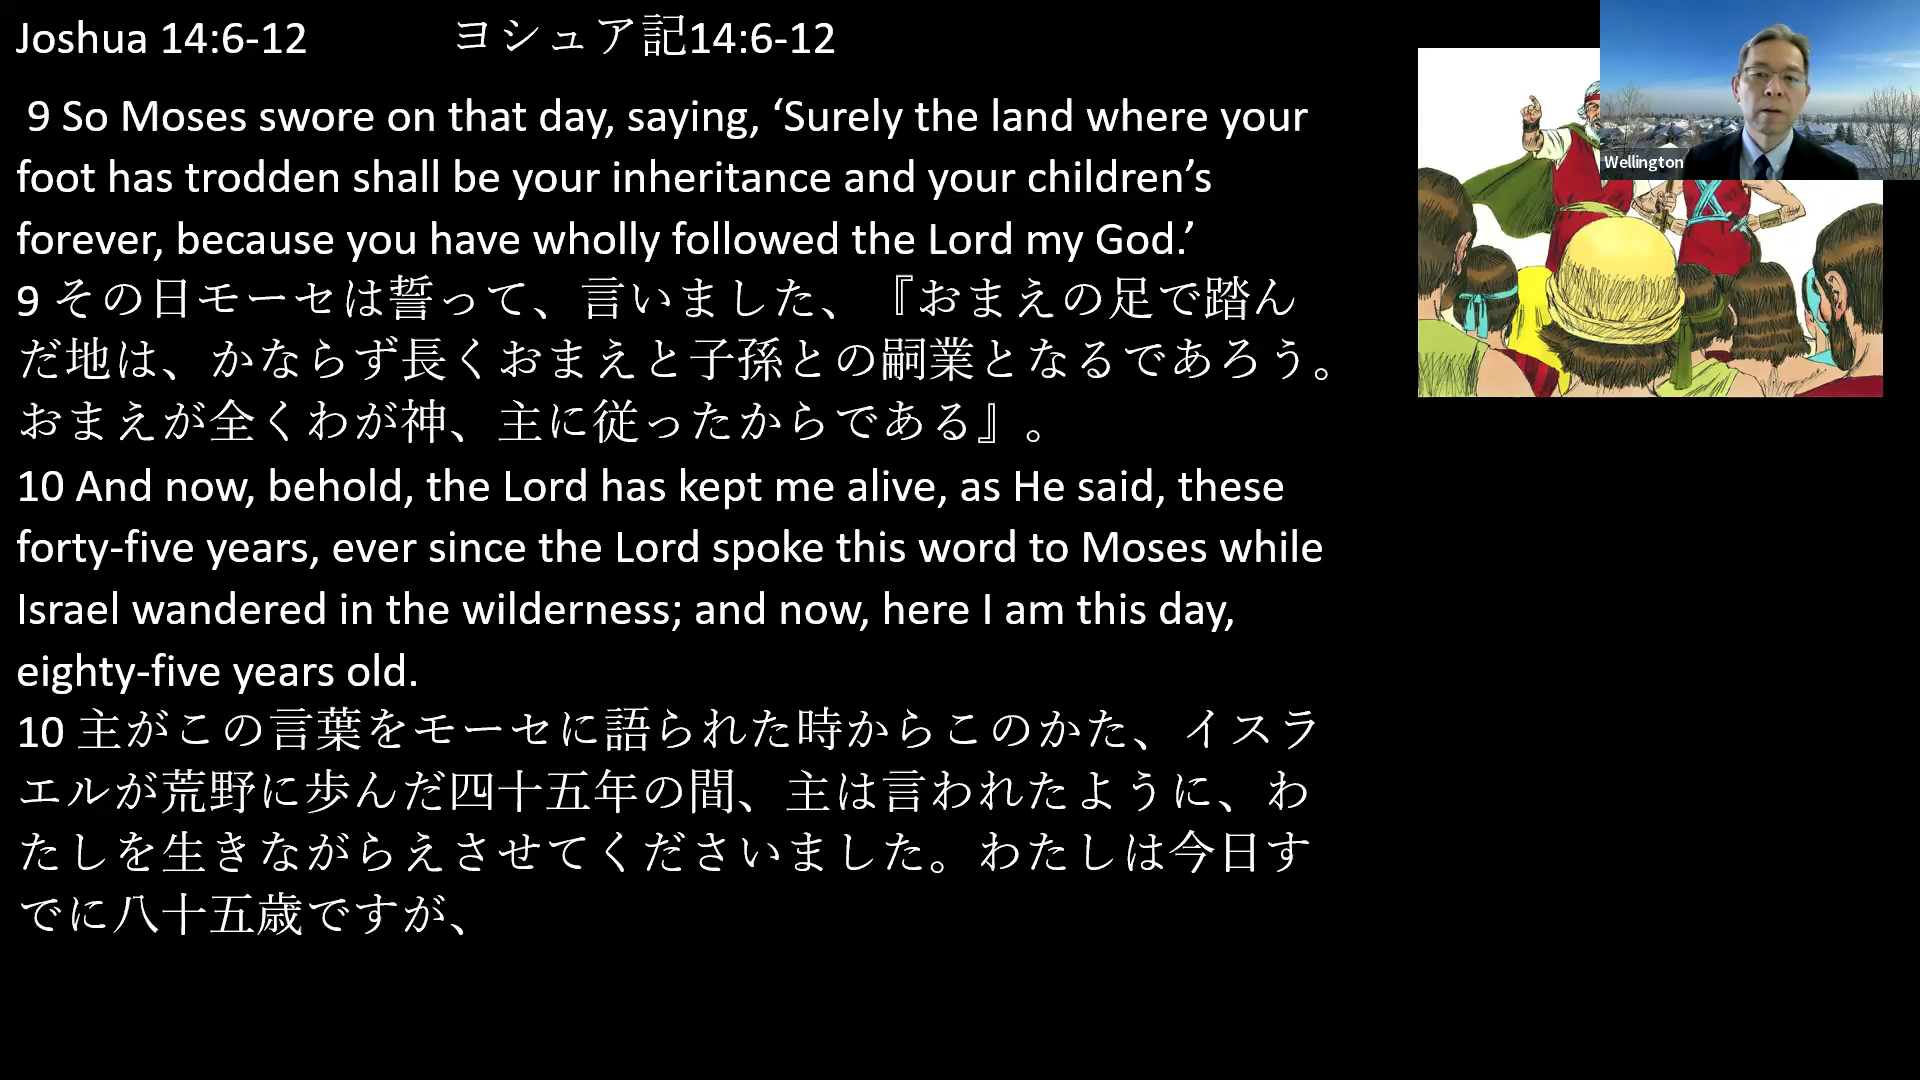 Joshua 14:6-12 ヨシュア記14:6-12
9 So Moses swore on that day, saying, ‘Surely the land where your
foot has trodden shall be your inheritance and your children’s
forever, because you have wholly followed the Lord my God.’
9 その日モーセは誓って、言いました、『おまえの足で踏ん
だ地は、かならず長くおまえと子孫との嗣業となるであろう。
おまえが全くわが神、主に従ったからである』。
10 And now, behold, the Lord has kept me alive, as He said, these
forty-five years, ever since the Lord spoke this word to Moses while
Israel wandered in the wilderness; and now, here I am this day,
eighty-five years old.
10 主がこの言葉をモーセに語られた時からこのかた、イスラ
エルが荒野に歩んだ四十五年の間、主は言われたように、わ
たしを生きながらえさせてくださいました。わたしは今日す
でに八十五歳ですが、
Wellington